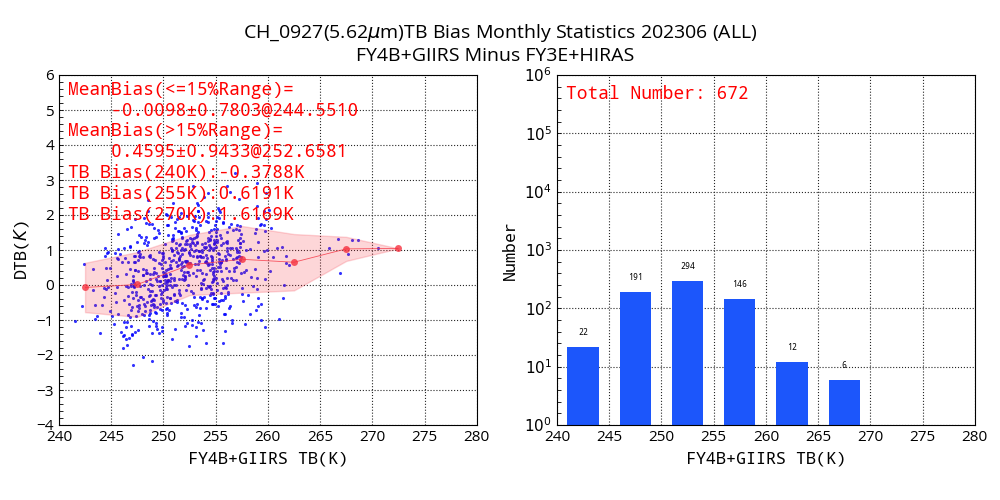 CH_0927(5.62μm)TB Bias Monthly Statistics 202306 (ALL)
FY4B+GIIRS Minus FY3E+HIRAS
MeanBias(<=15%Range)=
-0.0098±0.7803@244.5510
MeanBias(>15%Range)=
0.4595±0.9433@252.6581
TB Bias(240K):-0.3788K
TB Bias(255K):0.6191K
TB Bias(270K):1.6169K
6
5
4
3
2
1
0
−1
−2
−3
−4
DTB(K)
240 245 250 255 260 265 270 275 280
FY4B+GIIRS TB(K)
Total Number: 672
10⁶
10⁵
10⁴
10³
10²
10¹
10⁰
Number
22
191
294
146
12
6
240 245 250 255 260 265 270 275 280
FY4B+GIIRS TB(K)